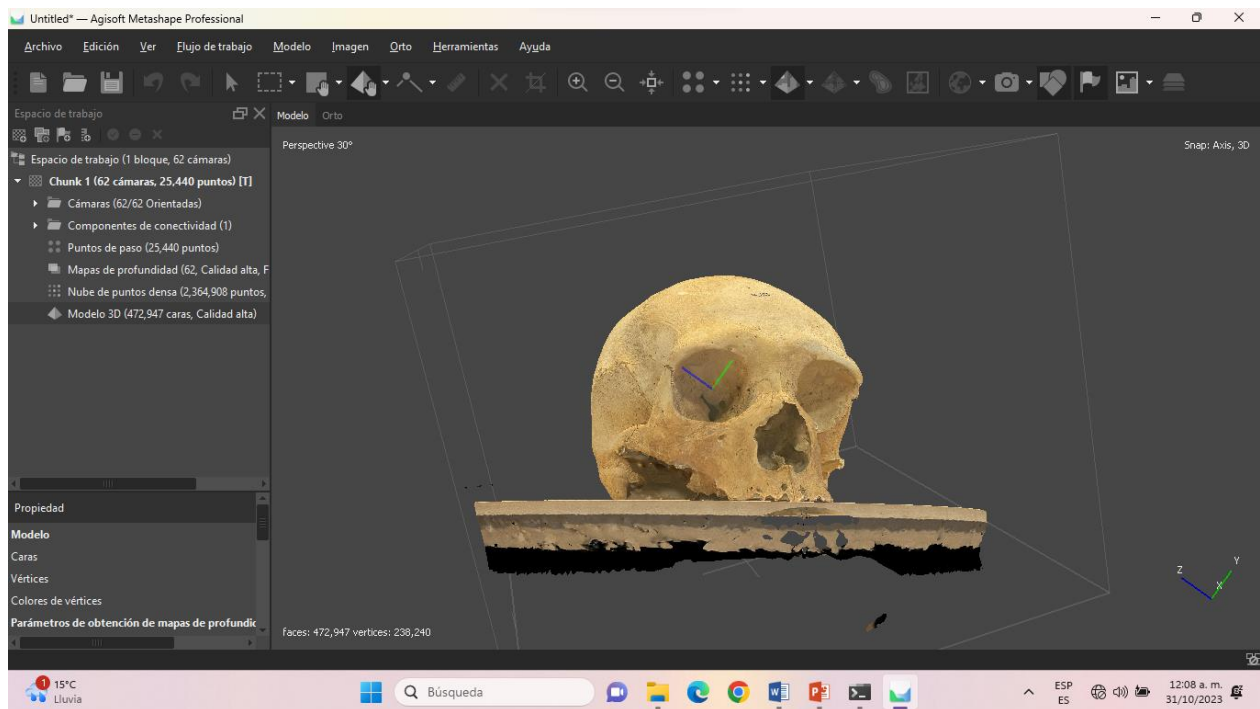 Untitled* — Agisoft Metashape Professional
Archivo Edición Ver Flujo de trabajo Modelo Imagen Orto Herramientas Ayuda
Espacio de trabajo
Modelo Orto
Perspective 30°
Snap: Axis, 3D
Espacio de trabajo (1 bloque, 62 cámaras)
Chunk 1 (62 cámaras, 25,440 puntos) [T]
Cámaras (62/62 Orientadas)
Componentes de conectividad (1)
Puntos de paso (25,440 puntos)
Mapas de profundidad (62, Calidad alta, F
Nube de puntos densa (2,364,908 puntos,
Modelo 3D (472,947 caras, Calidad alta)
Propiedad
Modelo
Caras
Vértices
Colores de vértices
Parámetros de obtención de mapas de profundic
faces: 472,947 vertices: 238,240
Z X Y
1
15°C
Lluvia
Búsqueda
ESP
ES
12:08 a. m.
31/10/2023